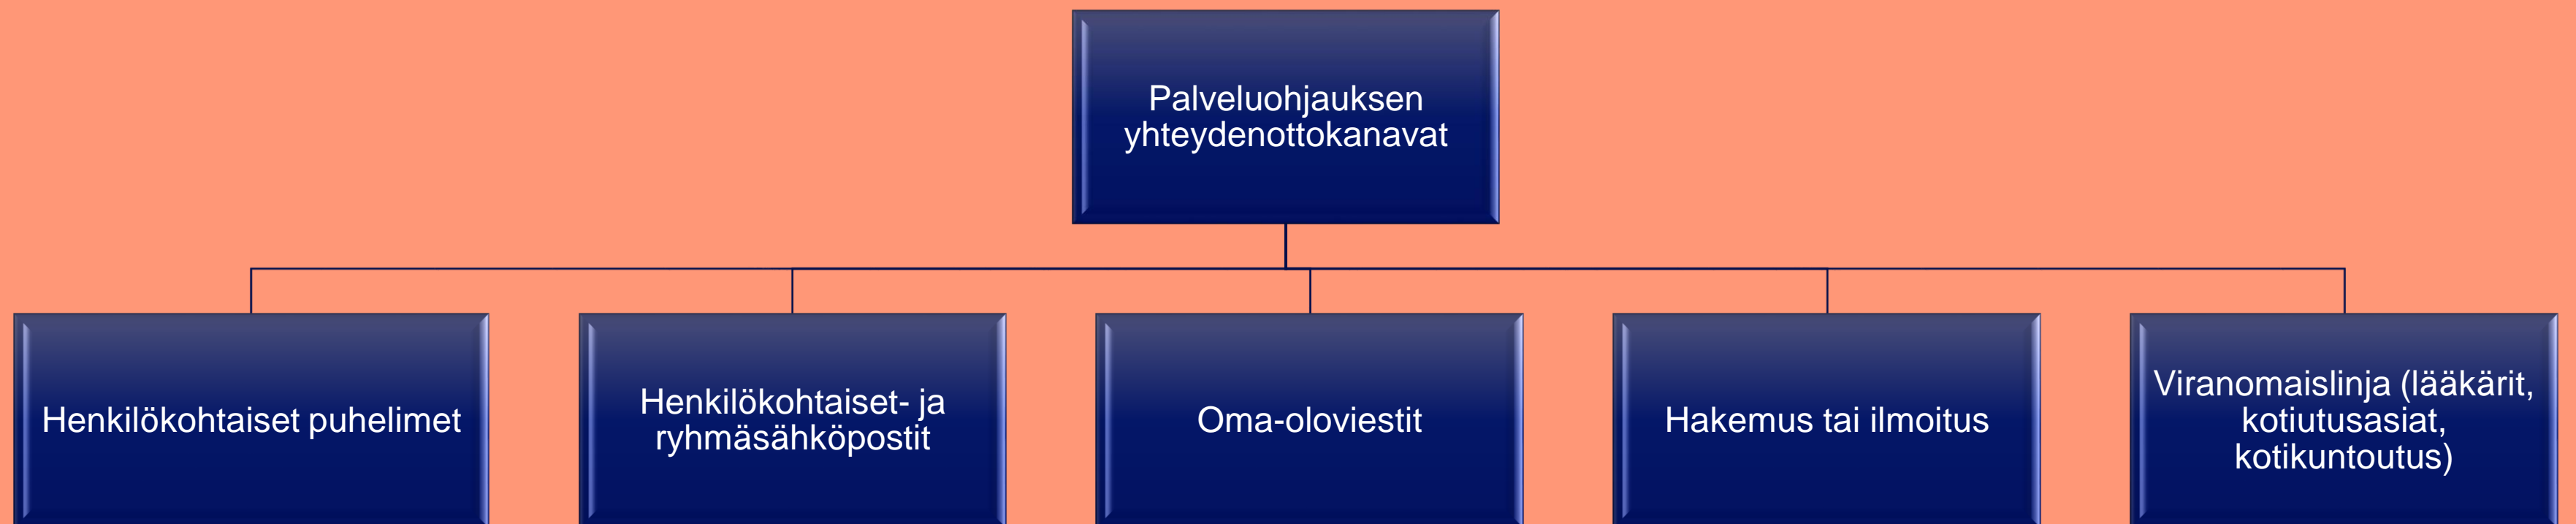 Palveluohjauksen
yhteydenottokanavat
Henkilökohtaiset puhelimet
Henkilökohtaiset- ja
ryhmäsähköpostit
Oma-oloviestit
Hakemus tai ilmoitus
Viranomaislinja (lääkärit,
kotiutusasiat,
kotikuntoutus)